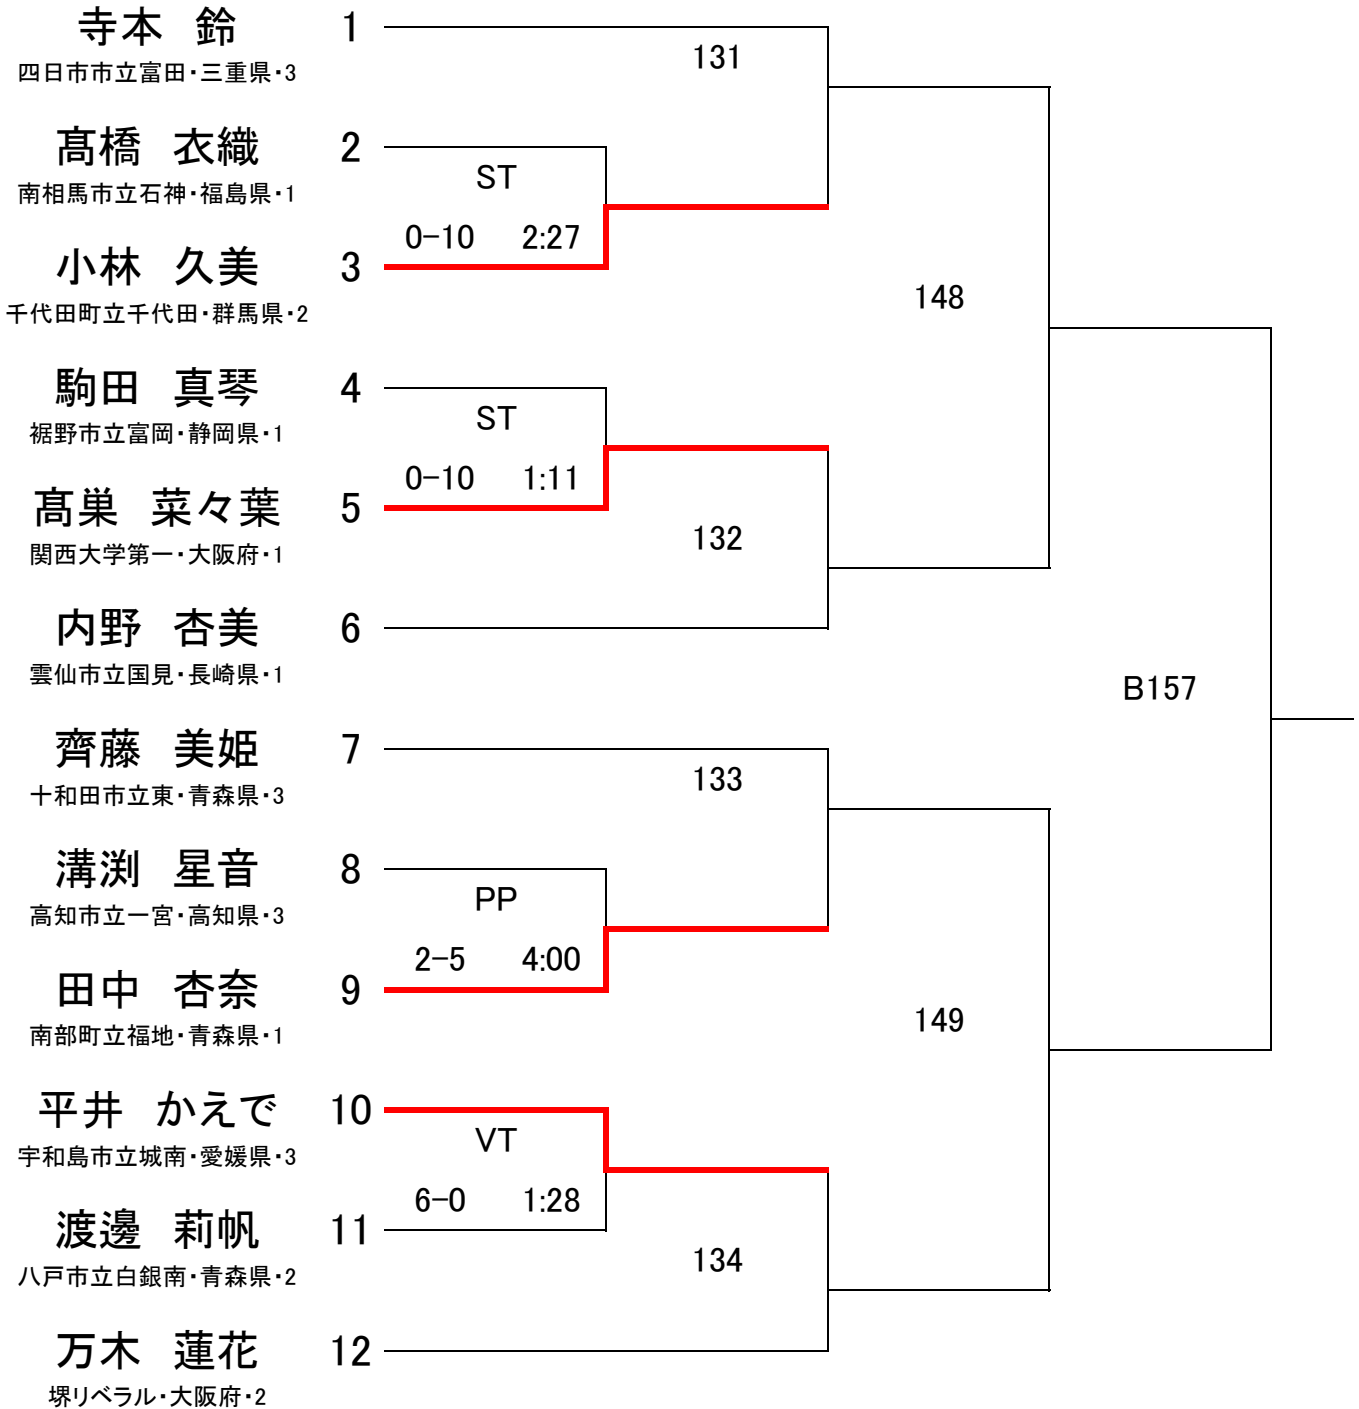 寺本　鈴 1
四日市市立富田・三重県・3
131
髙橋　衣織 2
南相馬市立石神・福島県・1
ST
0-10 2:27
小林　久美 3
千代田町立千代田・群馬県・2
148
駒田　真琴 4
裾野市立富岡・静岡県・1
ST
0-10 1:11
髙巣　菜々葉 5
関西大学第一・大阪府・1
132
内野　杏美 6
雲仙市立国見・長崎県・1
B157
齊藤　美姫 7
十和田市立東・青森県・3
133
溝渕　星音 8
高知市立一宮・高知県・3
PP
2-5 4:00
田中　杏奈 9
南部町立福地・青森県・1
149
平井　かえで 10
宇和島市立城南・愛媛県・3
VT
6-0 1:28
渡邊　莉帆 11
八戸市立白銀南・青森県・2
134
万木　蓮花 12
堺リベラル・大阪府・2